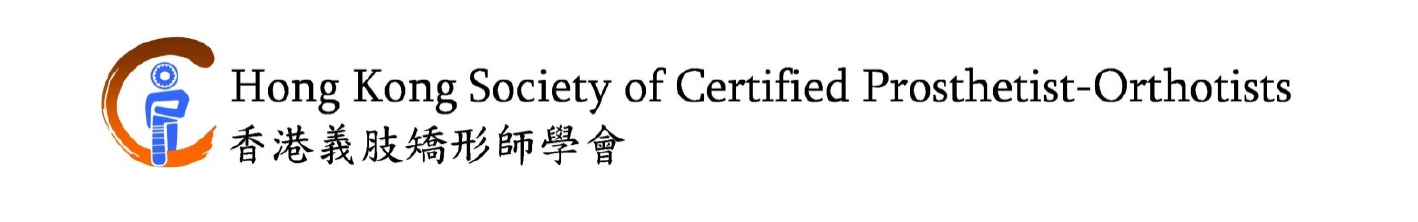 Hong Kong Society of Certified Prosthetist-Orthotists
香港義肢矯形師學會